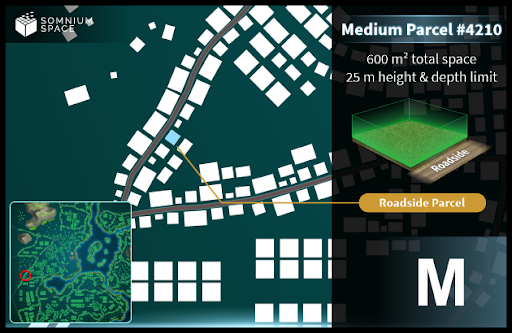 SOMNIUM
SPACE
Medium Parcel #4210
600 m² total space
25 m height & depth limit
Roadside
Roadside Parcel
M